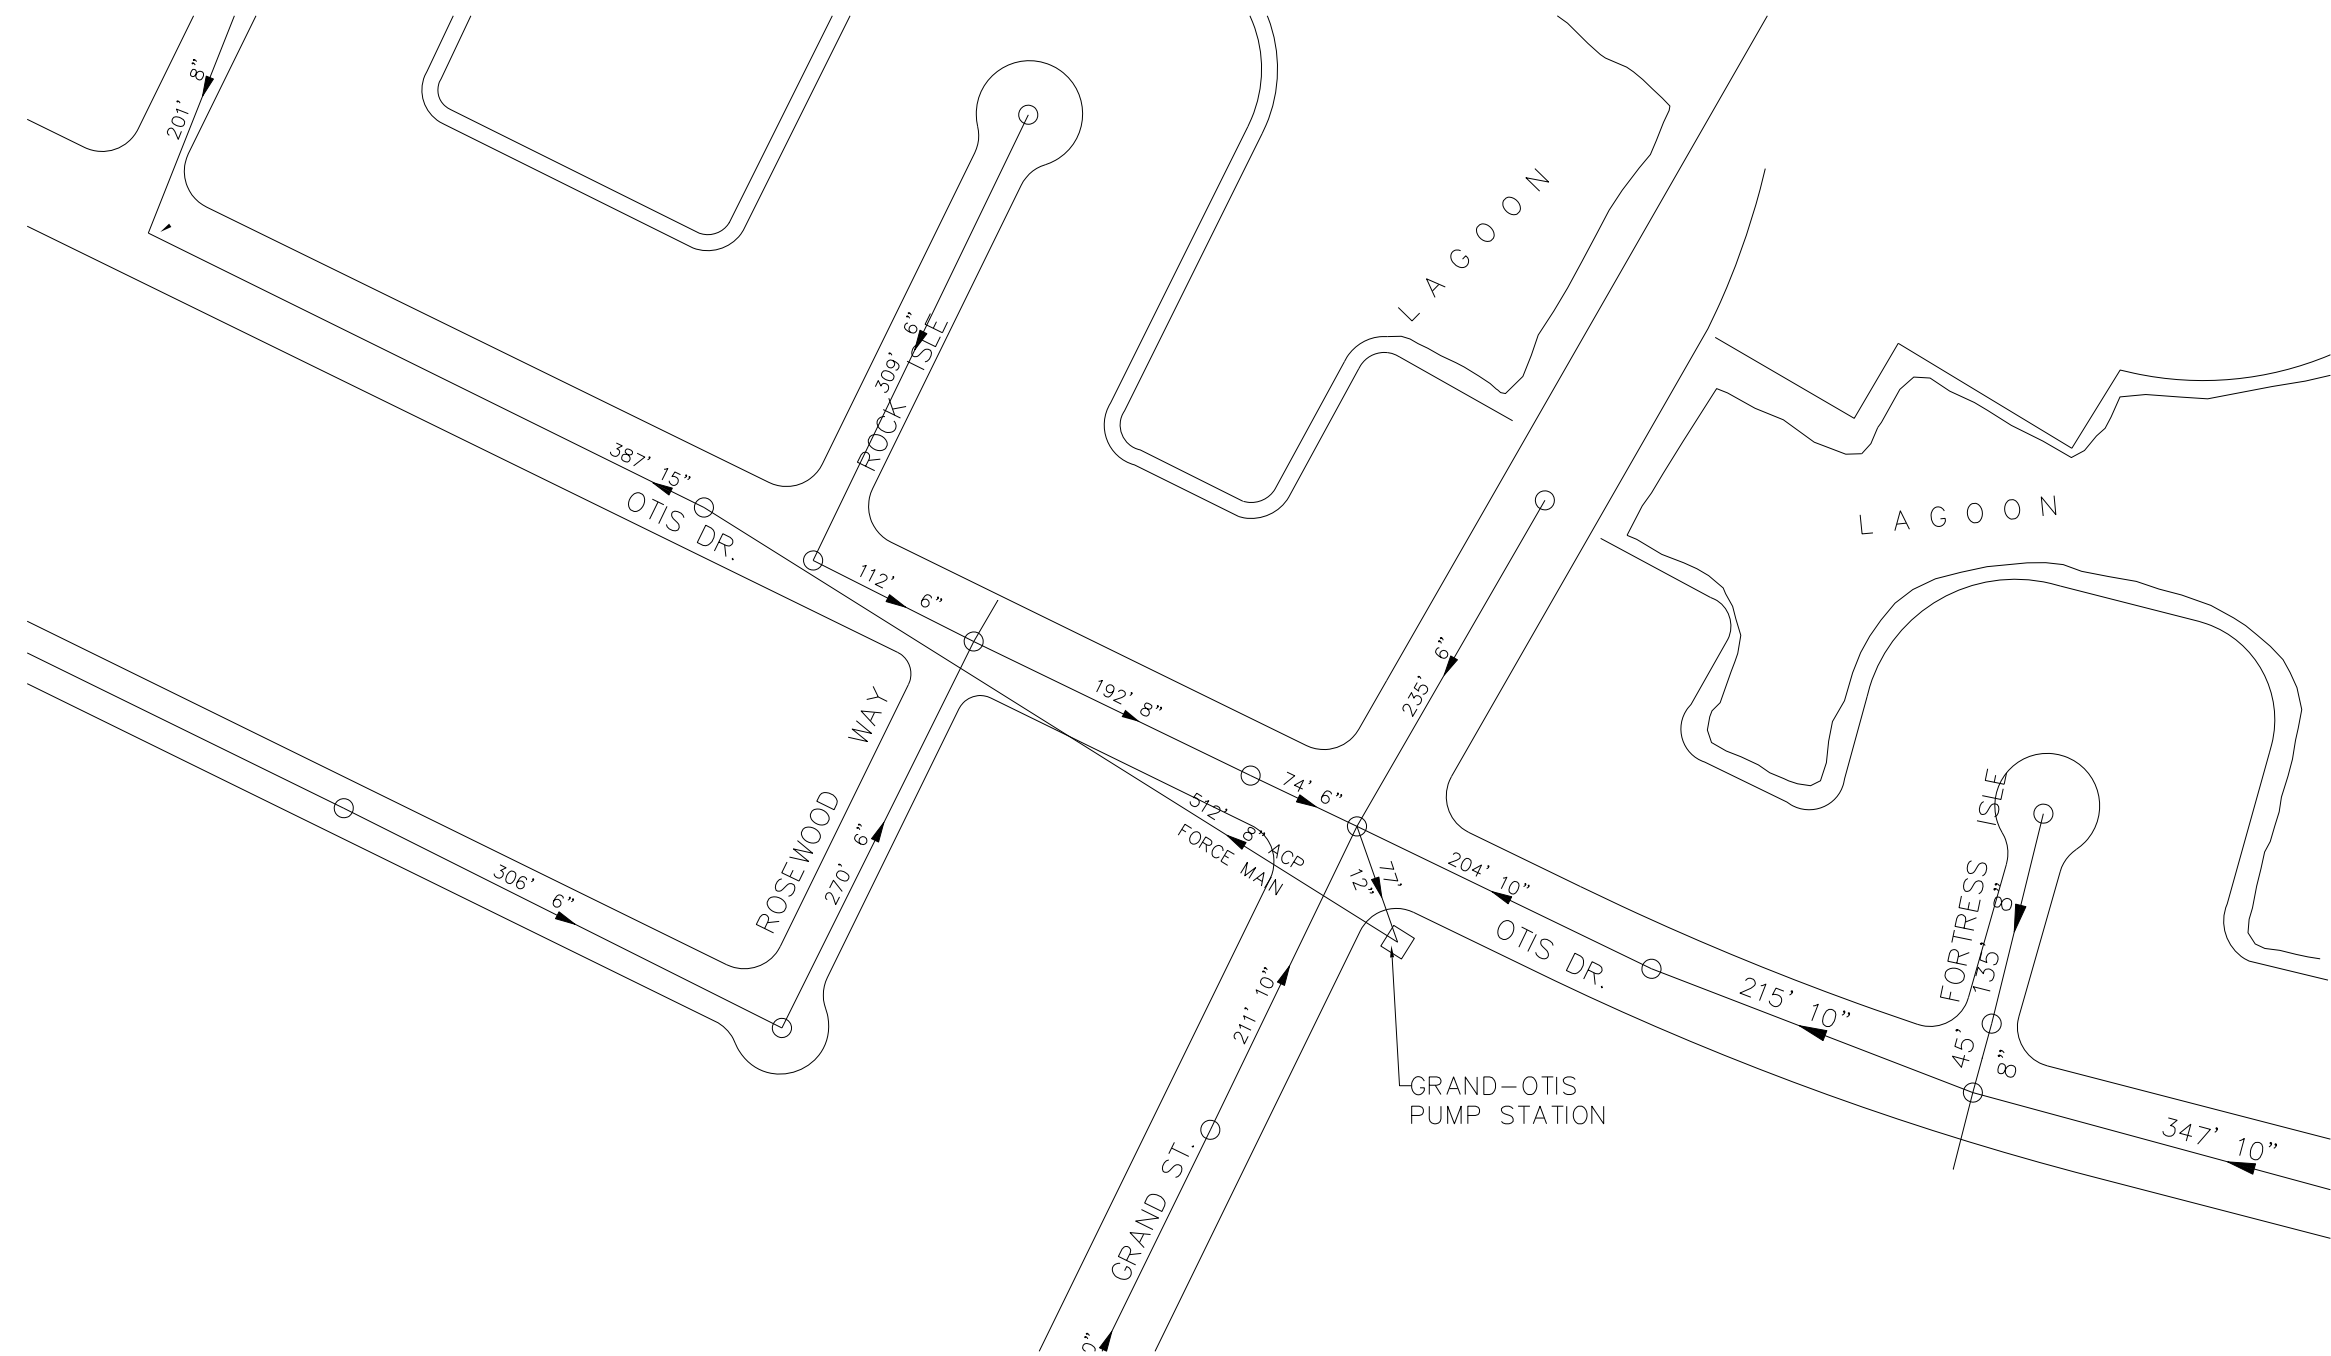 8"
201'
LAGOON
6"
309'
ROCK ISLE
387' 15"
OTIS DR.
LAGOON
112' 6"
6"
235'
192' 8"
ROSEWOOD WAY
74' 6"
512' 8" ACP
FORCE MAIN
77'
12"
204' 10"
OTIS DR.
FORTRESS ISLE
135' 8"
270' 6"
306' 6"
211' 10"
215' 10"
45' 8"
GRAND-OTIS
PUMP STATION
347' 10"
GRAND ST.